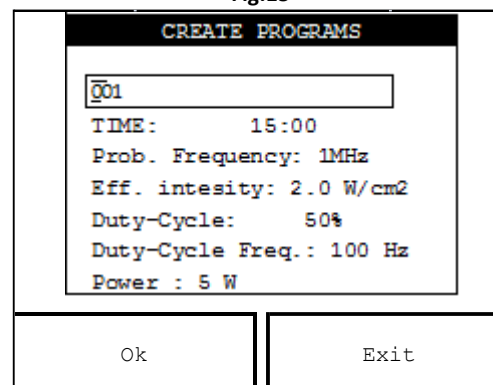 CREATE PROGRAMS
001
TIME: 15:00
Prob. Frequency: 1MHz
Eff. intesity: 2.0 W/cm2
Duty-Cycle: 50%
Duty-Cycle Freq.: 100 Hz
Power : 5 W
Ok Exit